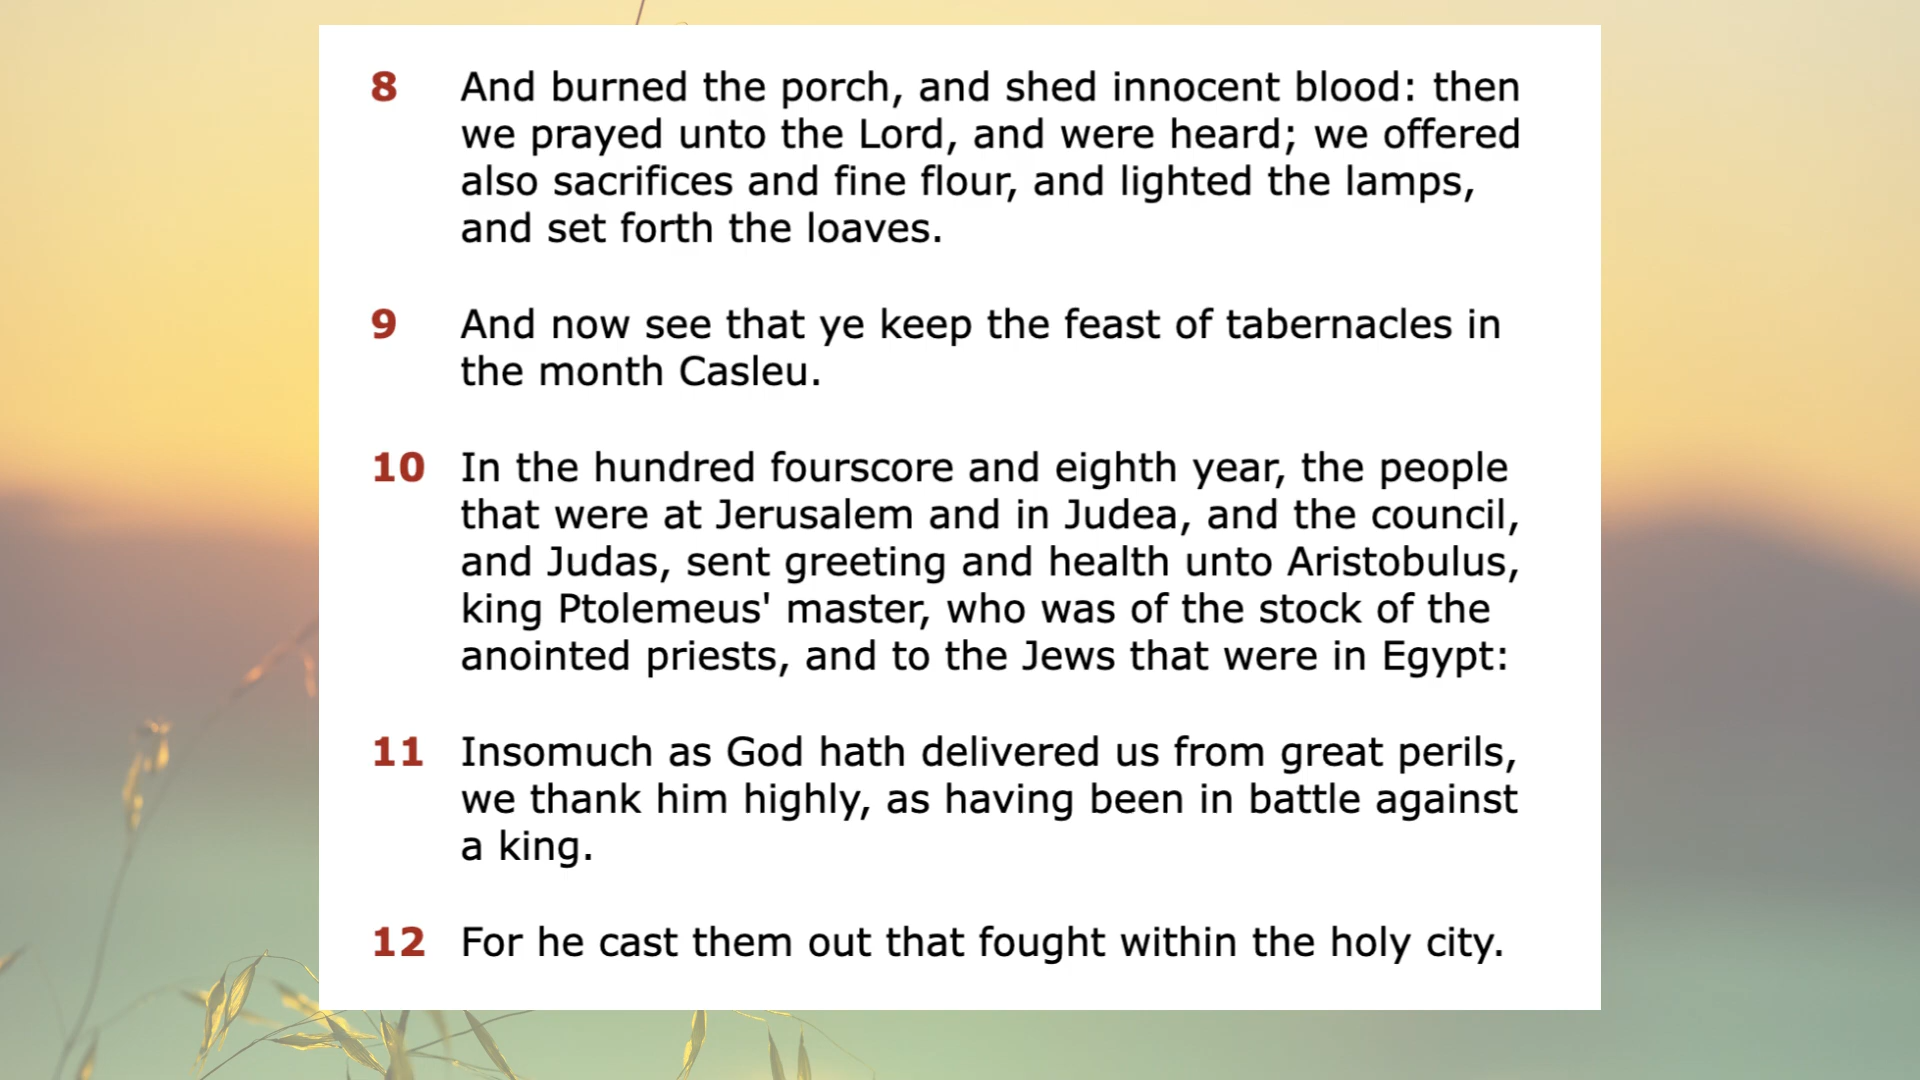 8 And burned the porch, and shed innocent blood: then
we prayed unto the Lord, and were heard; we offered
also sacrifices and fine flour, and lighted the lamps,
and set forth the loaves.
9 And now see that ye keep the feast of tabernacles in
the month Casleu.
10 In the hundred fourscore and eighth year, the people
that were at Jerusalem and in Judea, and the council,
and Judas, sent greeting and health unto Aristobulus,
king Ptolemeus' master, who was of the stock of the
anointed priests, and to the Jews that were in Egypt:
11 Insomuch as God hath delivered us from great perils,
we thank him highly, as having been in battle against
a king.
12 For he cast them out that fought within the holy city.